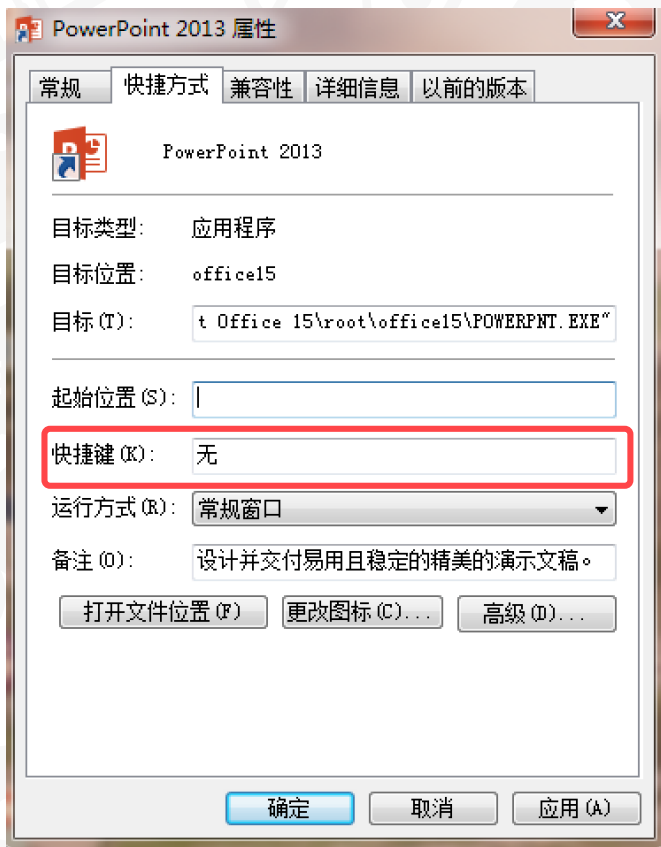 PowerPoint 2013 属性
常规 快捷方式 兼容性 详细信息 以前的版本
PowerPoint 2013
目标类型: 应用程序
目标位置: office15
目标(T): t Office 15\root\office15\POWERPNT.EXE"
起始位置(S):
快捷键(K): 无
运行方式(R): 常规窗口
备注(O): 设计并交付易用且稳定的精美的演示文稿。
打开文件位置(F) 更改图标(C)... 高级(D)...
确定 取消 应用(A)